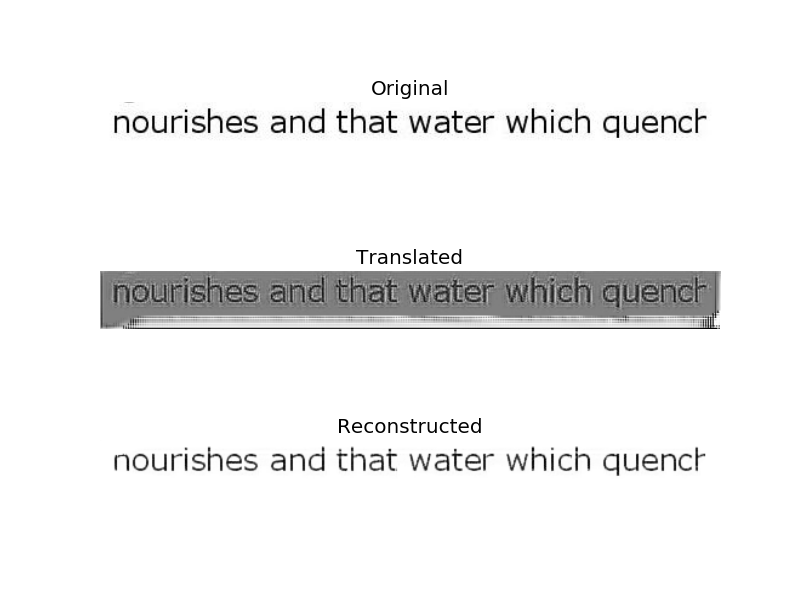 Original
nourishes and that water which quench
Translated
nourishes and that water which quench
Reconstructed
nourishes and that water which quench